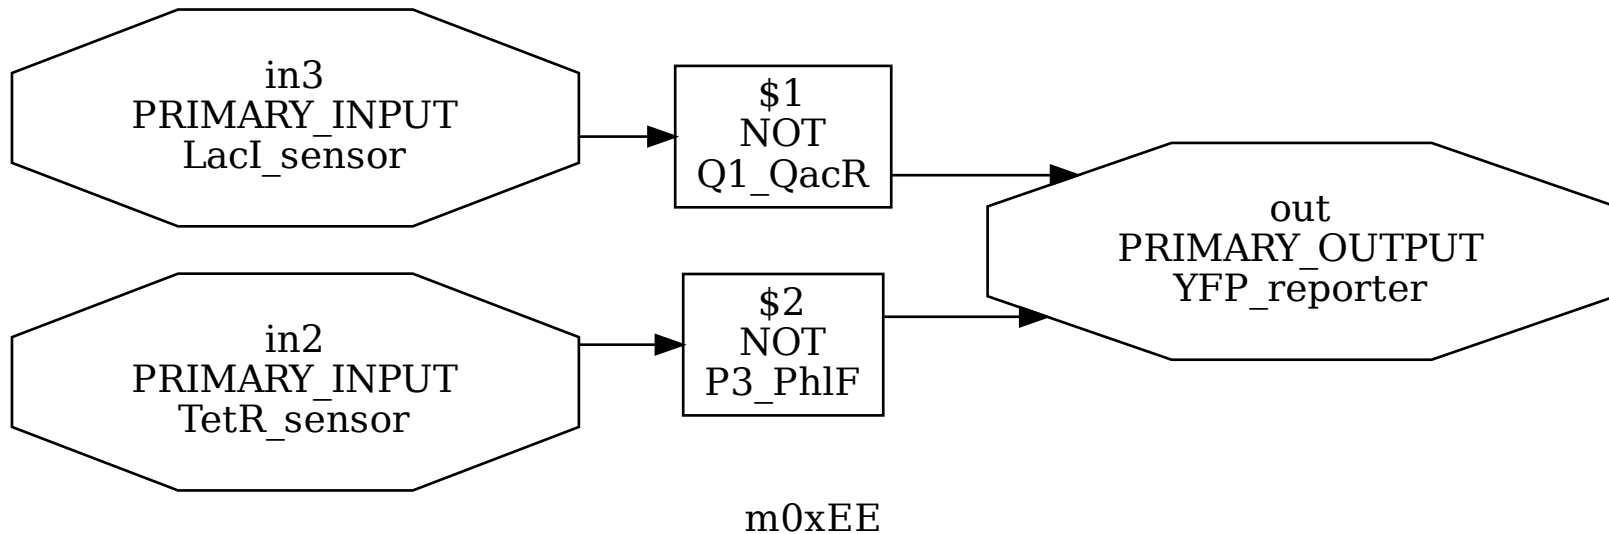 in3
PRIMARY_INPUT
LacI_sensor
$1
NOT
Q1_QacR
out
PRIMARY_OUTPUT
YFP_reporter
in2
PRIMARY_INPUT
TetR_sensor
$2
NOT
P3_PhlF
m0xEE